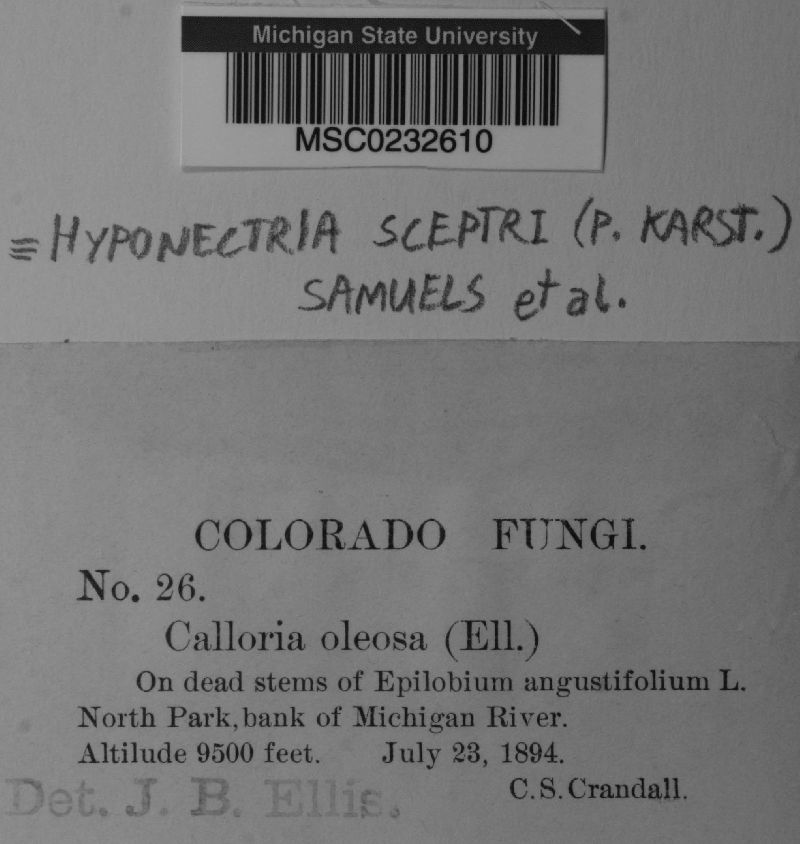 Michigan State University
MSC0232610
≡ HYPONECTRIA SCEPTRI (P. KARST.)
SAMUELS et al.
COLORADO FUNGI.
No. 26.
Calloria oleosa (Ell.)
On dead stems of Epilobium angustifolium L.
North Park, bank of Michigan River.
Altilude 9500 feet. July 23, 1894.
C. S. Crandall.
Det. J. B. Ellis.